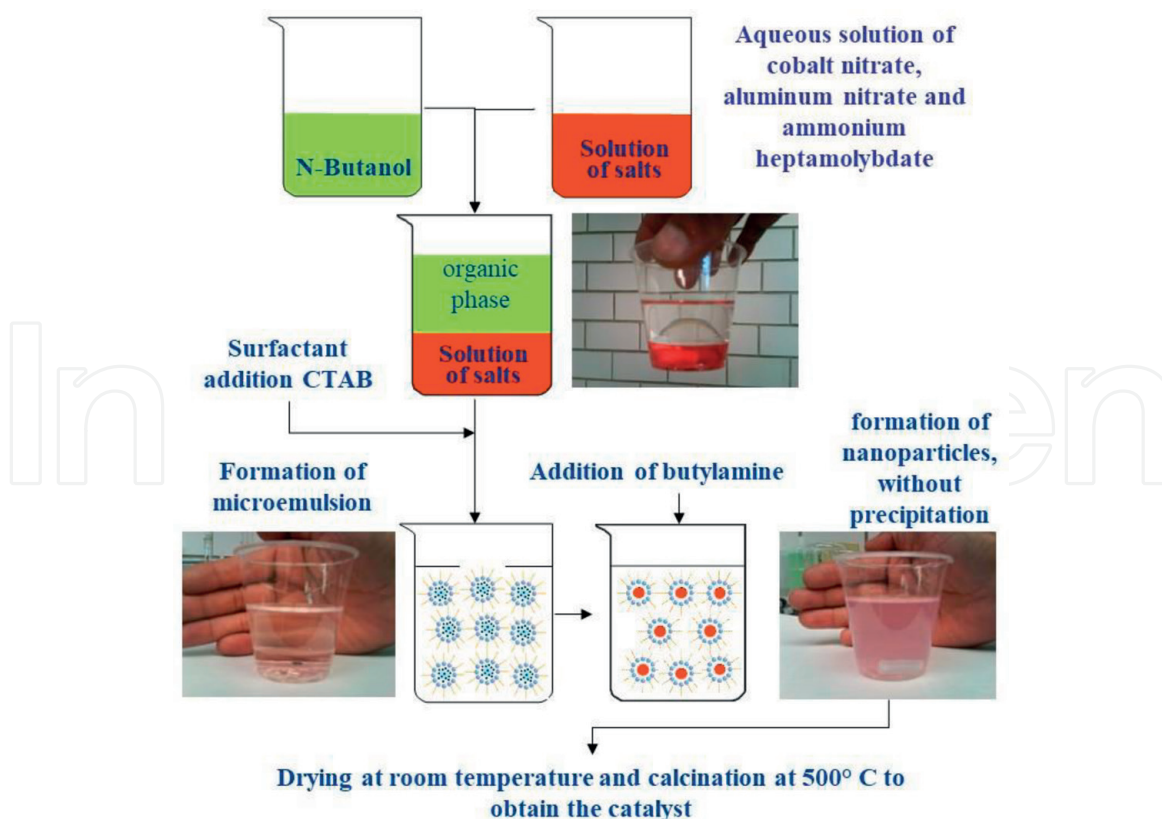 N-Butanol
Solution
of salts
Aqueous solution of
cobalt nitrate,
aluminum nitrate and
ammonium
heptamolybdate
organic
phase
Solution
of salts
Surfactant
addition CTAB
Formation of
microemulsion
Addition of butylamine
formation of
nanoparticles,
without
precipitation
Drying at room temperature and calcination at 500° C to
obtain the catalyst